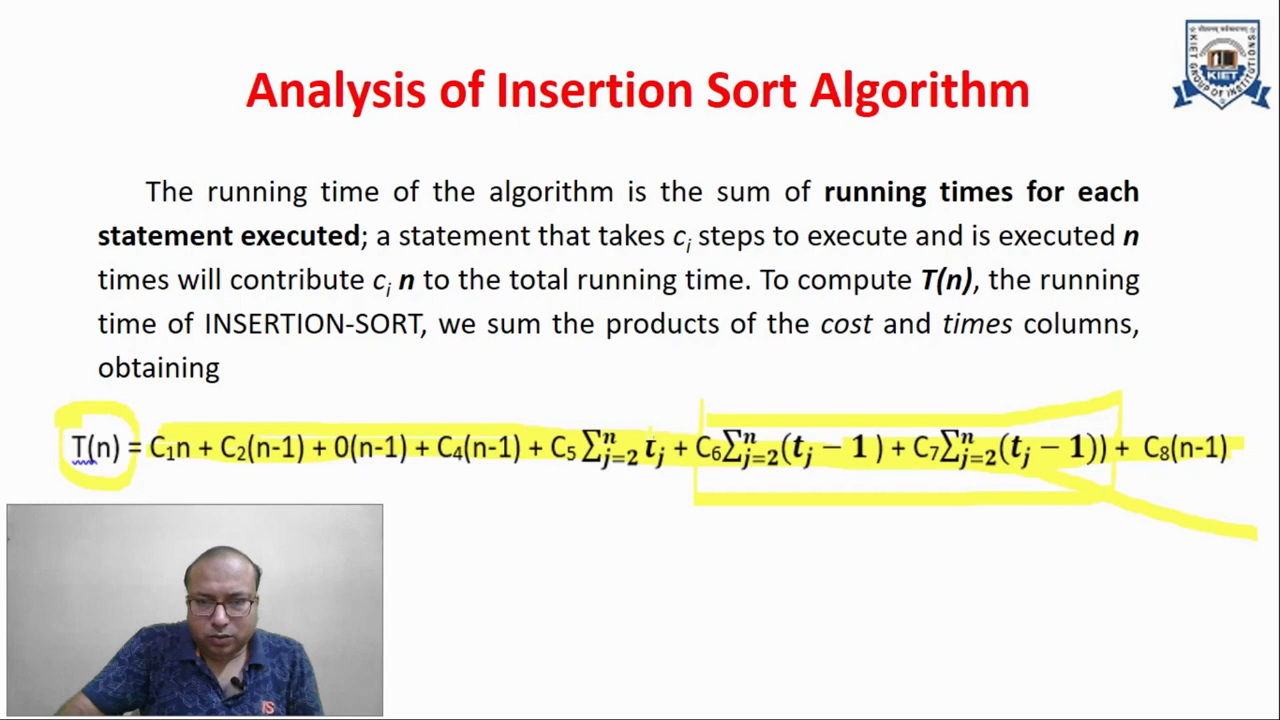 Analysis of Insertion Sort Algorithm
The running time of the algorithm is the sum of running times for each
statement executed; a statement that takes cᵢ steps to execute and is executed n
times will contribute cᵢ n to the total running time. To compute T(n), the running
time of INSERTION-SORT, we sum the products of the cost and times columns,
obtaining
T(n) = C₁n + C₂(n-1) + 0(n-1) + C₄(n-1) + C₅ ∑ⁿⱼ₌₂ tⱼ + C₆∑ⁿⱼ₌₂(tⱼ − 1) + C₇∑ⁿⱼ₌₂(tⱼ − 1)) + C₈(n-1)
KIET
KIET GROUP OF INSTITUTIONS